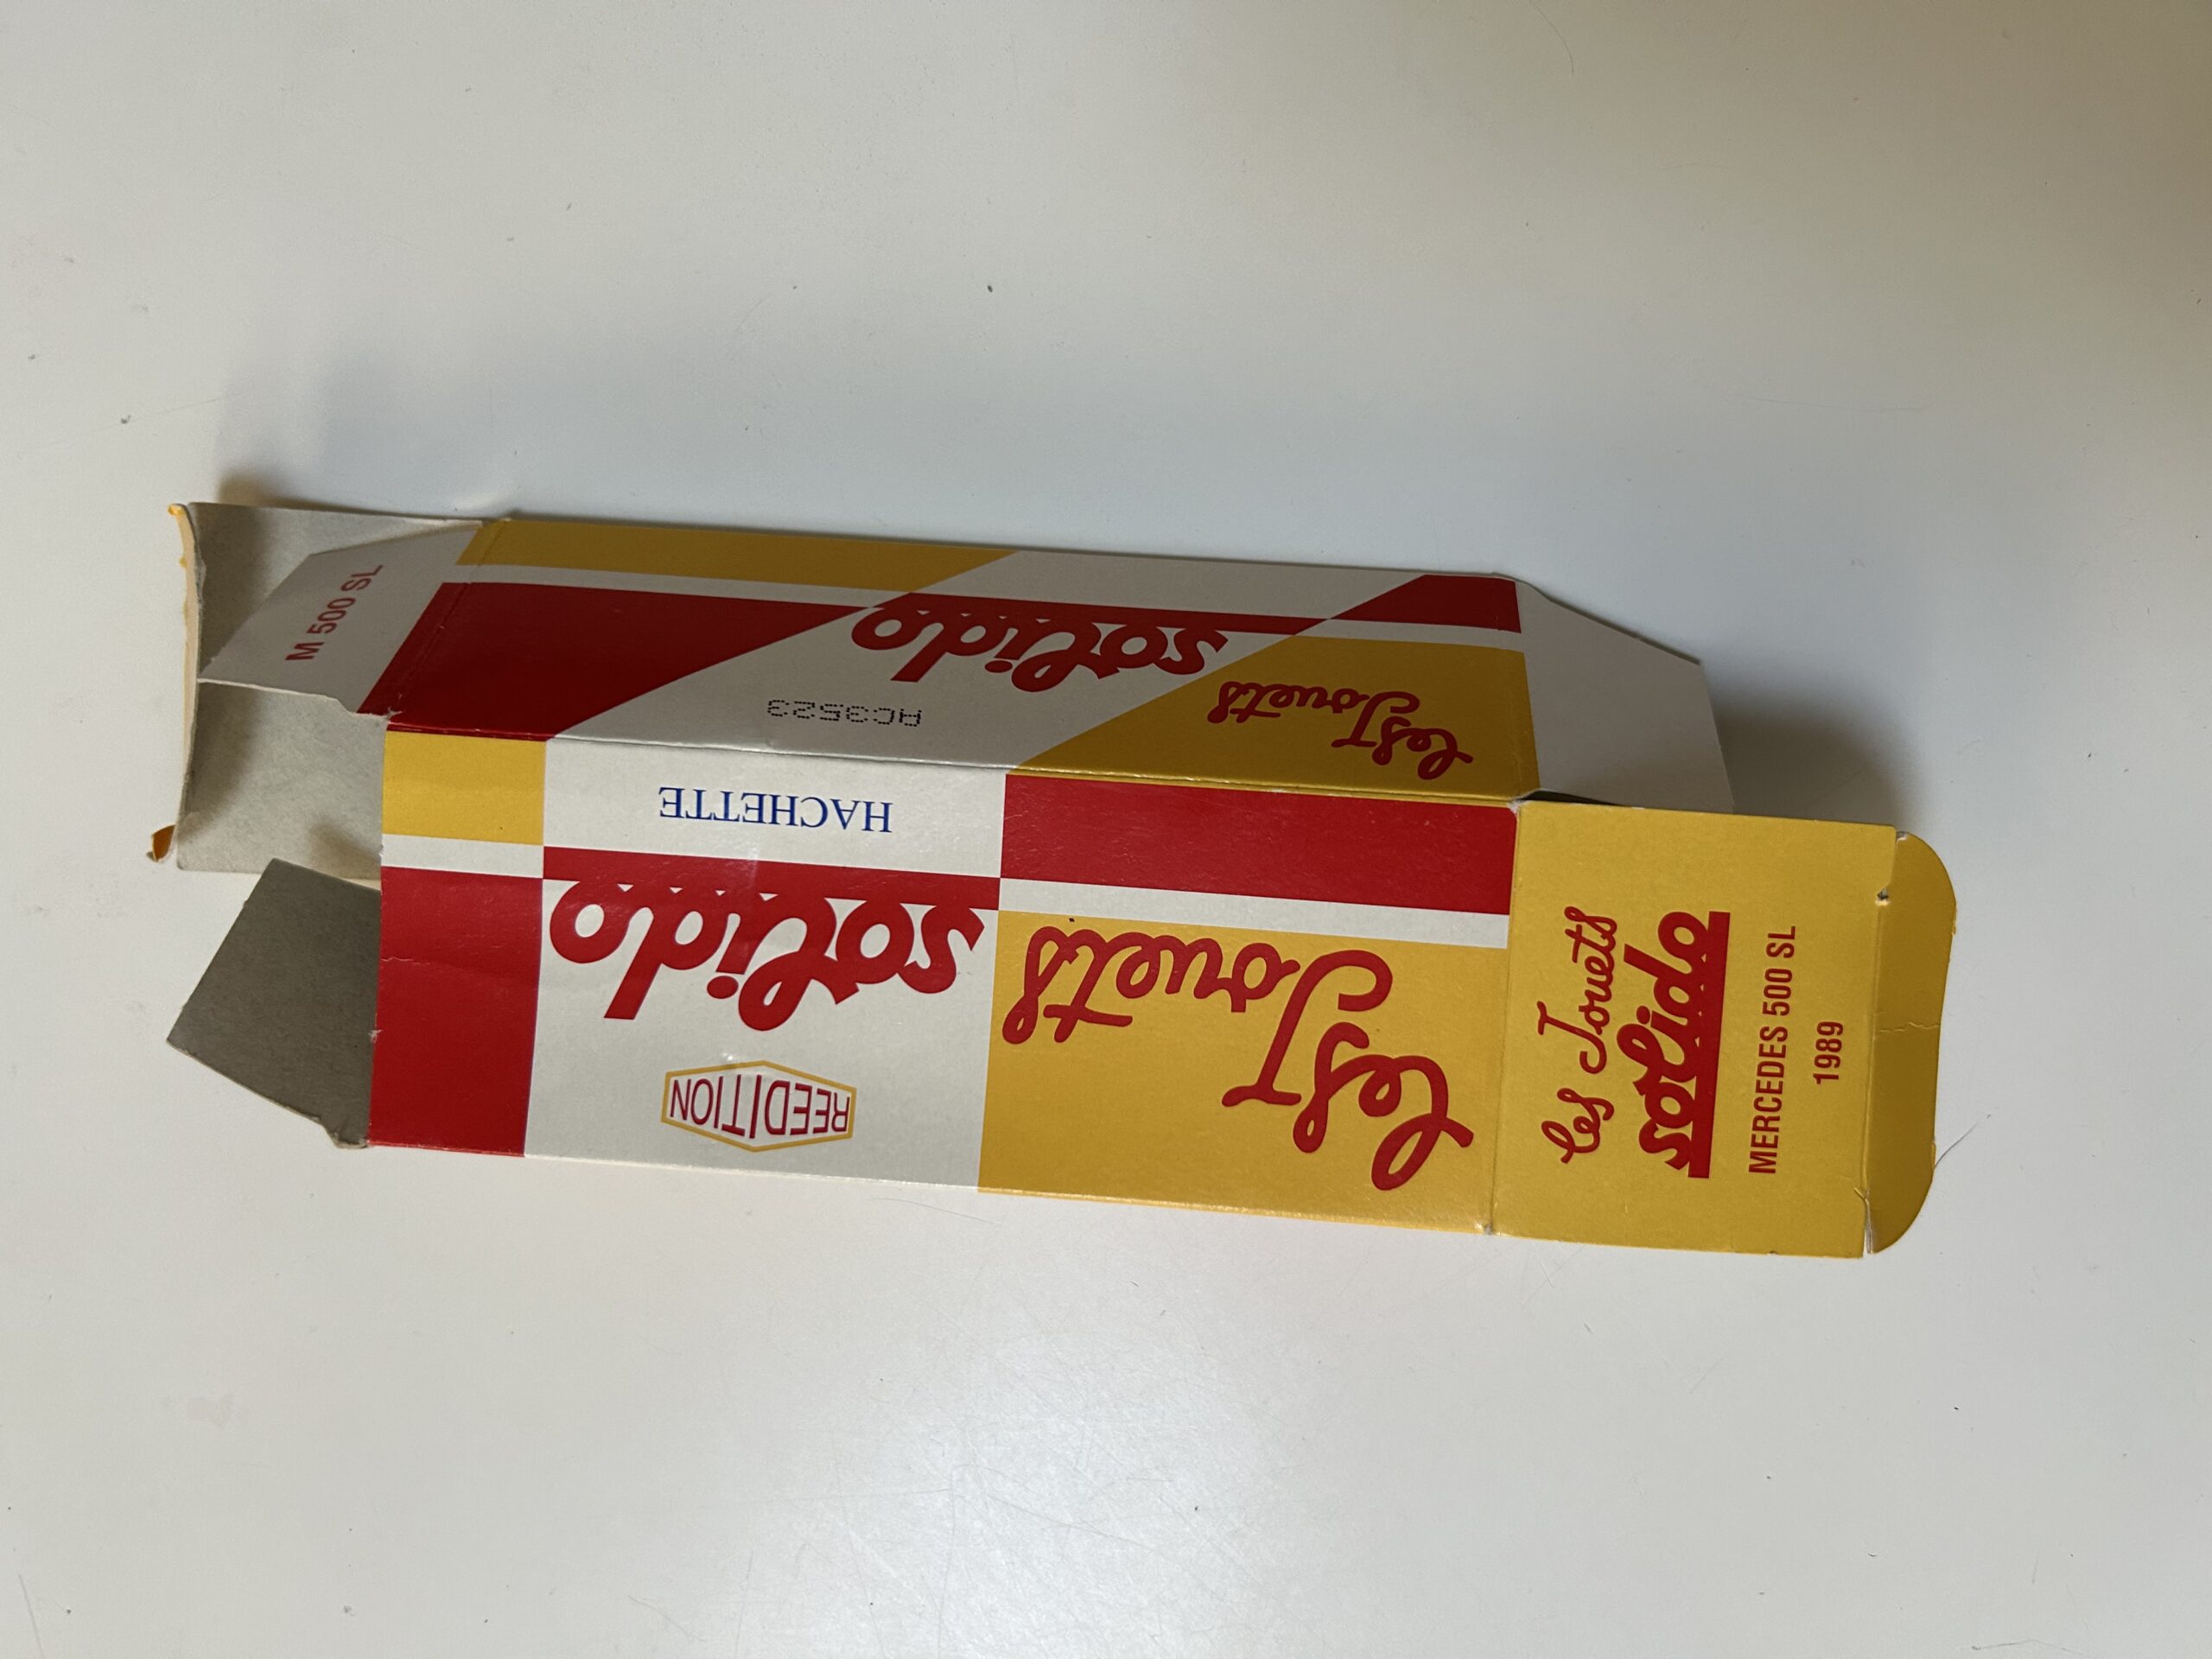 M 500 SL
Les Jouets
solido
AC3523
HACHETTE
Les Jouets
solido
REEDITION
Les Jouets
solido
MERCEDES 500 SL
1989